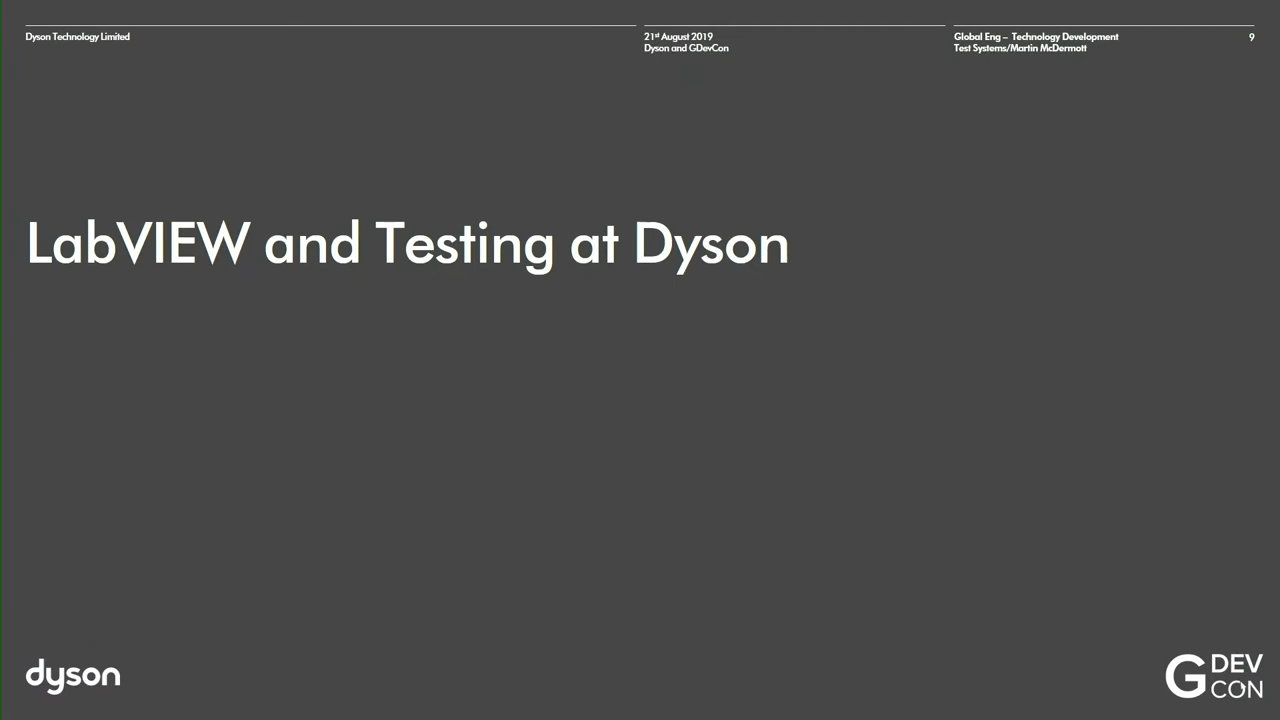 Dyson Technology Limited
21st August 2019
Dyson and GDevCon
Global Eng – Technology Development
Test Systems/Martin McDermott
9
LabVIEW and Testing at Dyson
dyson
G DEV
CON